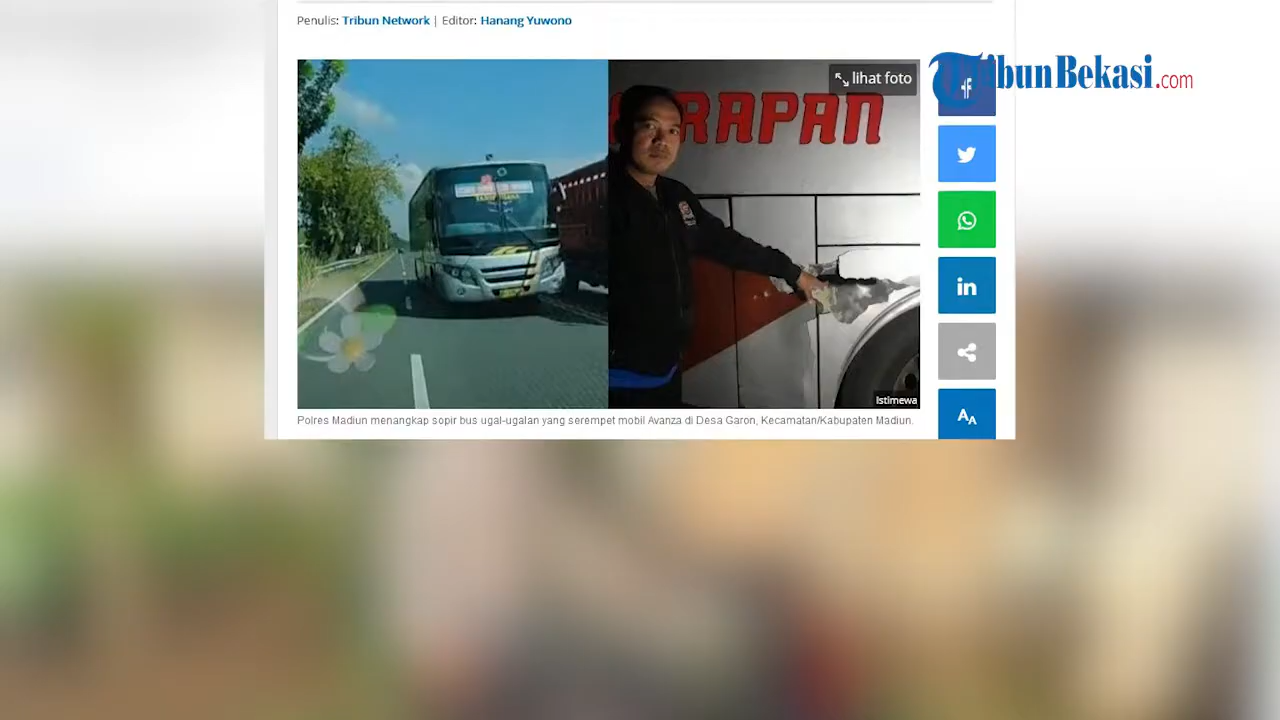 Penulis: Tribun Network | Editor: Hanang Yuwono
lihat foto
TribunBekasi.com
ARAPAN
Istimewa
Polres Madiun menangkap sopir bus ugal-ugalan yang serempet mobil Avanza di Desa Garon, Kecamatan/Kabupaten Madiun.